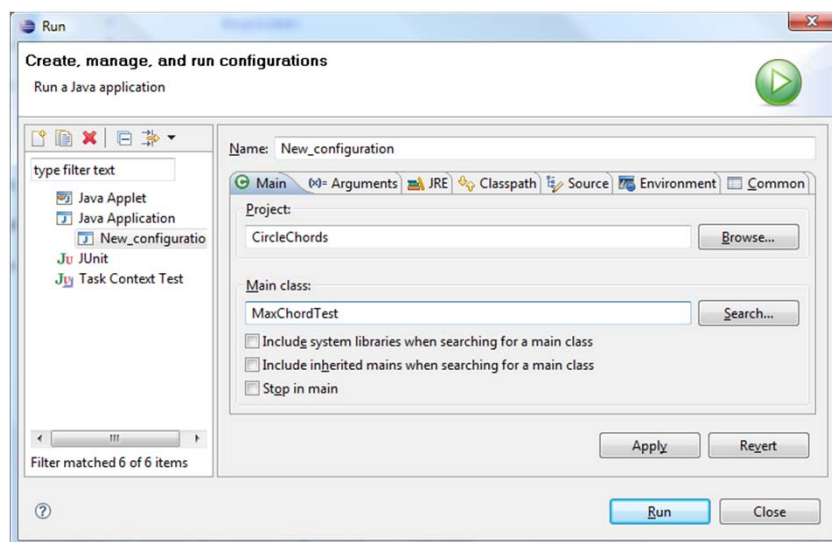 Run
Create, manage, and run configurations
Run a Java application
type filter text
Java Applet
Java Application
New_configuratio
JUnit
Task Context Test
Filter matched 6 of 6 items
Name: New_configuration
Main (x)= Arguments JRE Classpath Source Environment Common
Project:
CircleChords Browse...
Main class:
MaxChordTest Search...
Include system libraries when searching for a main class
Include inherited mains when searching for a main class
Stop in main
Apply Revert
? Run Close